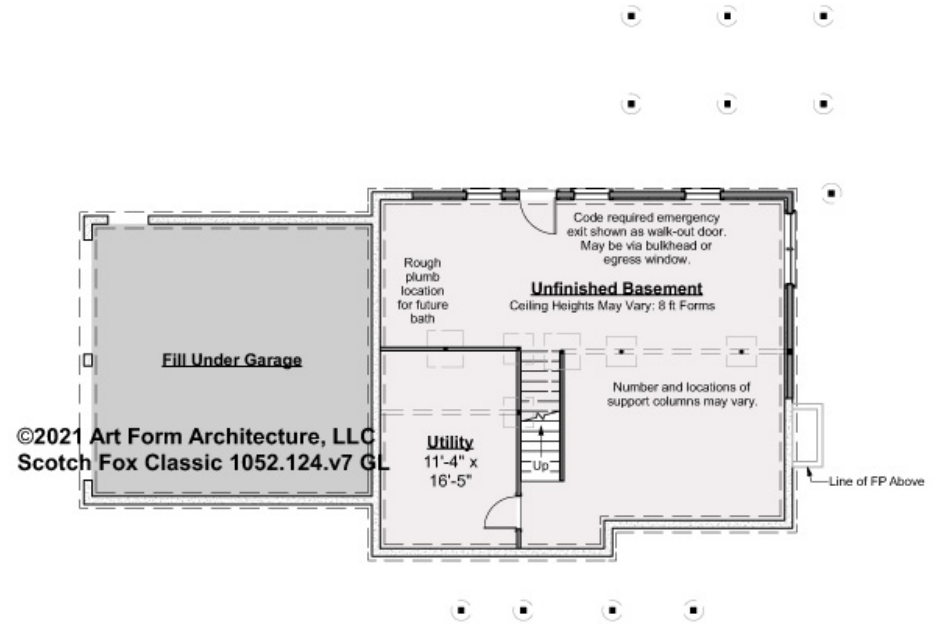 Code required emergency
exit shown as walk-out door.
May be via bulkhead or
egress window.
Rough
plumb
location
for future
bath
Unfinished Basement
Ceiling Heights May Vary: 8 ft Forms
Fill Under Garage
Number and locations of
support columns may vary.
©2021 Art Form Architecture, LLC
Scotch Fox Classic 1052.124.v7 GL
Utility
11'-4" x
16'-5"
Up
Line of FP Above